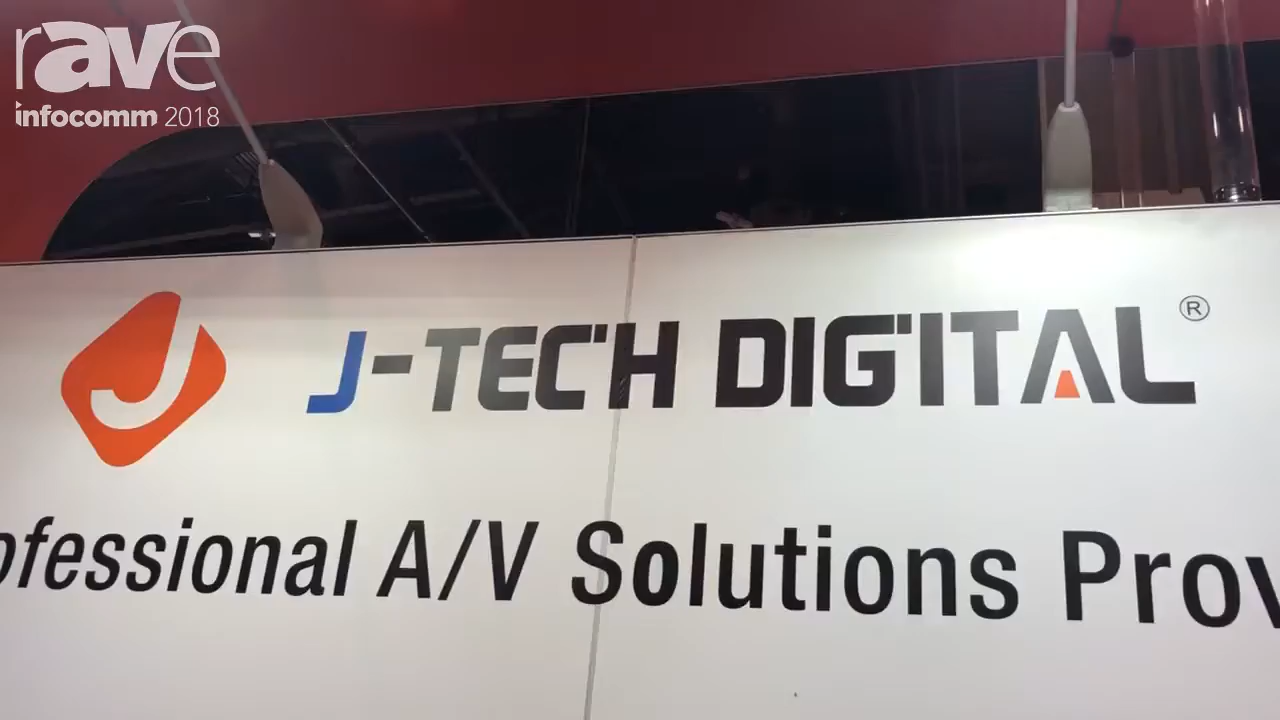 rave
infocomm 2018
J-TECH DIGITAL ®
ofessional A/V Solutions Prov